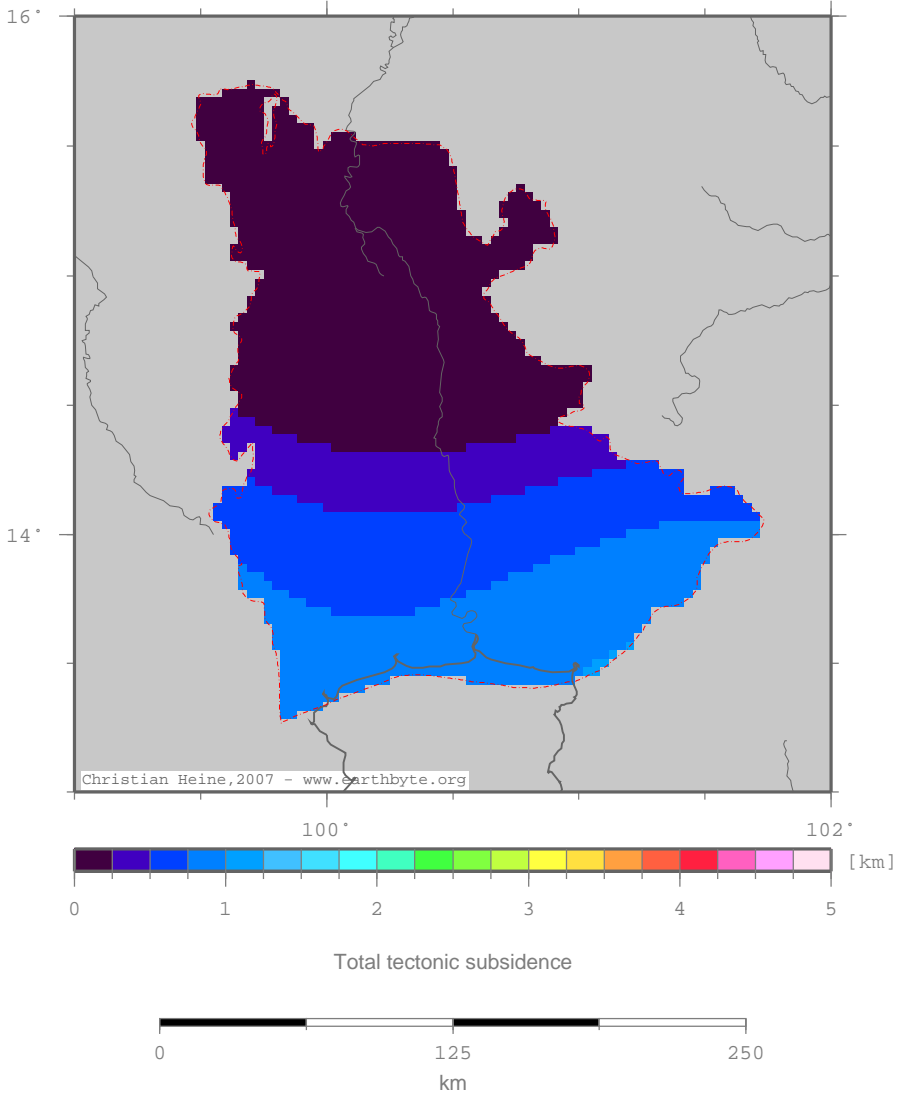 16°
14°
Christian Heine,2007 - www.earthbyte.org
100° 102°
[km]
0 1 2 3 4 5
Total tectonic subsidence
0 125 250
km